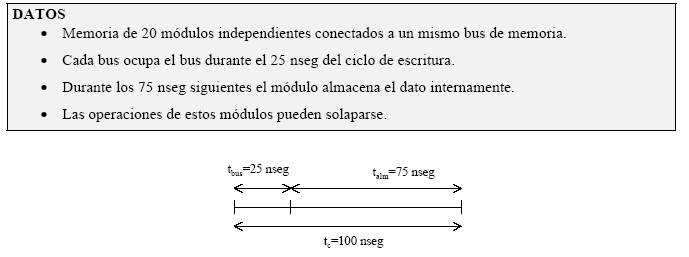 DATOS
• Memoria de 20 módulos independientes conectados a un mismo bus de memoria.
• Cada bus ocupa el bus durante el 25 nseg del ciclo de escritura.
• Durante los 75 nseg siguientes el módulo almacena el dato internamente.
• Las operaciones de estos módulos pueden solaparse.
tbus=25 nseg talm=75 nseg
tc=100 nseg